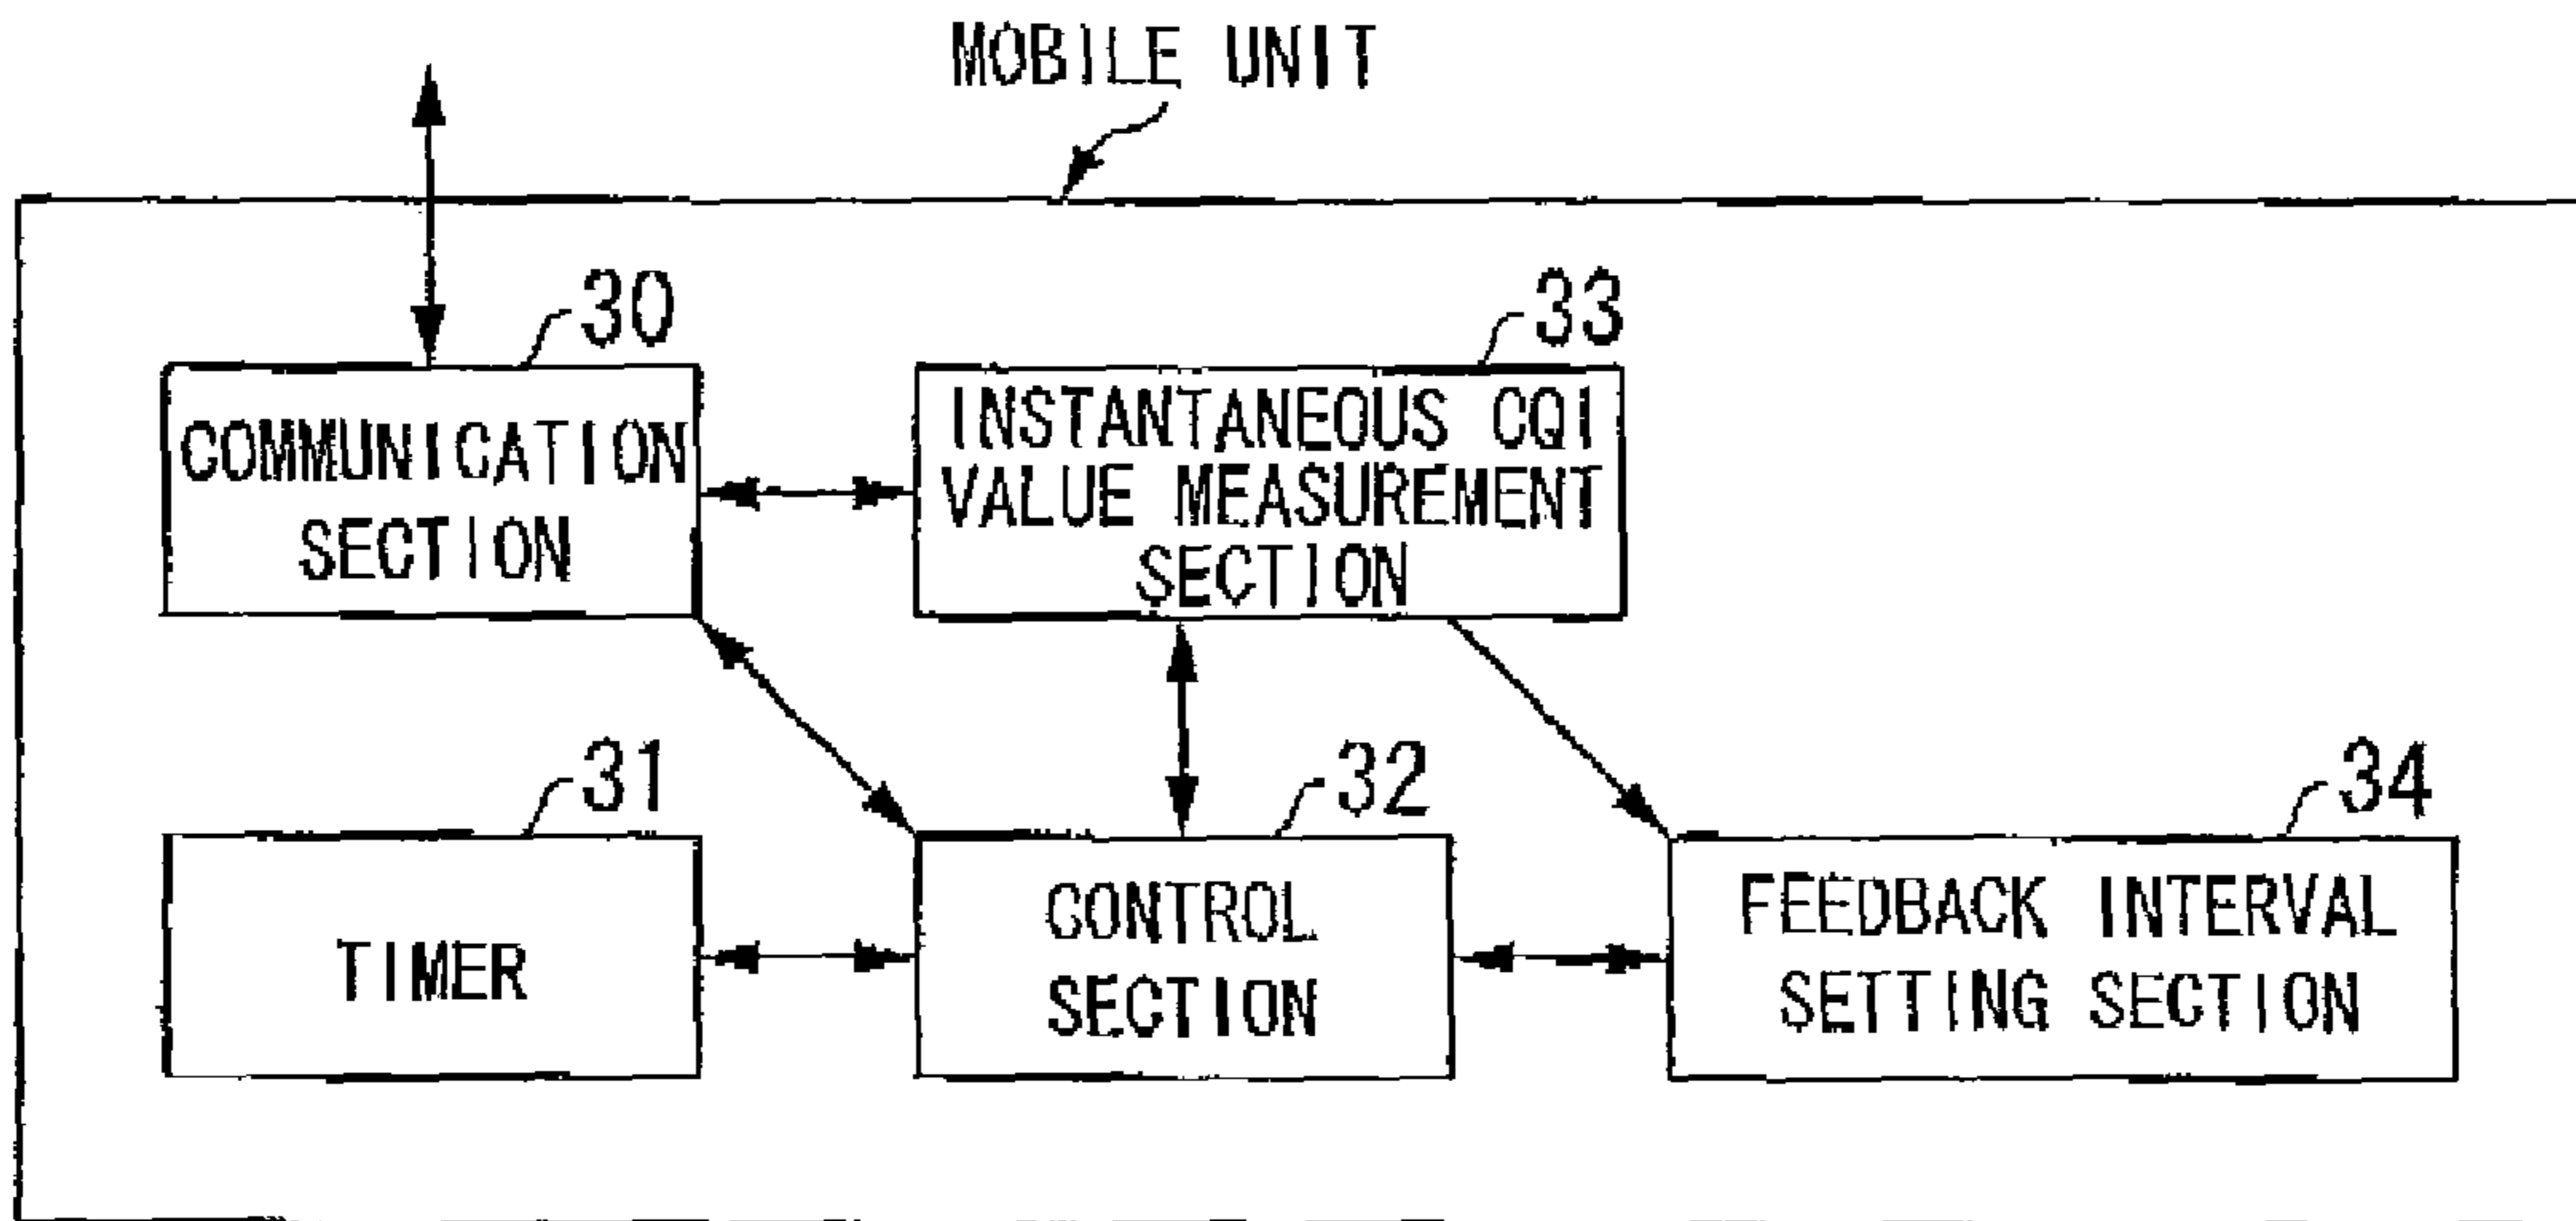 MOBILE UNIT
30
33
COMMUNICATION
SECTION
INSTANTANEOUS CQI
VALUE MEASUREMENT
SECTION
31
32
34
TIMER
CONTROL
SECTION
FEEDBACK INTERVAL
SETTING SECTION